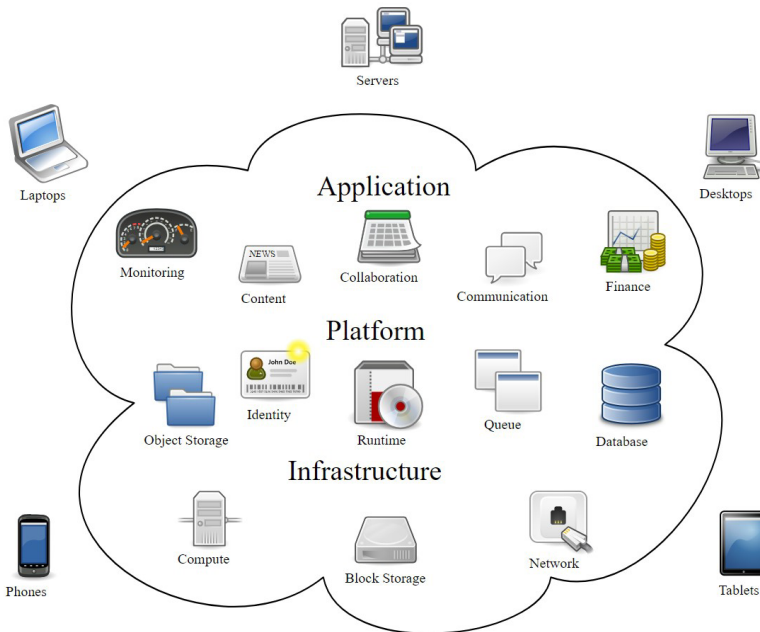 Servers
Laptops
Desktops
Application
Monitoring
NEWS
Content
Collaboration
Communication
Finance
Platform
John Doe
Object Storage
Identity
Runtime
Queue
Database
Infrastructure
Compute
Block Storage
Network
Phones
Tablets